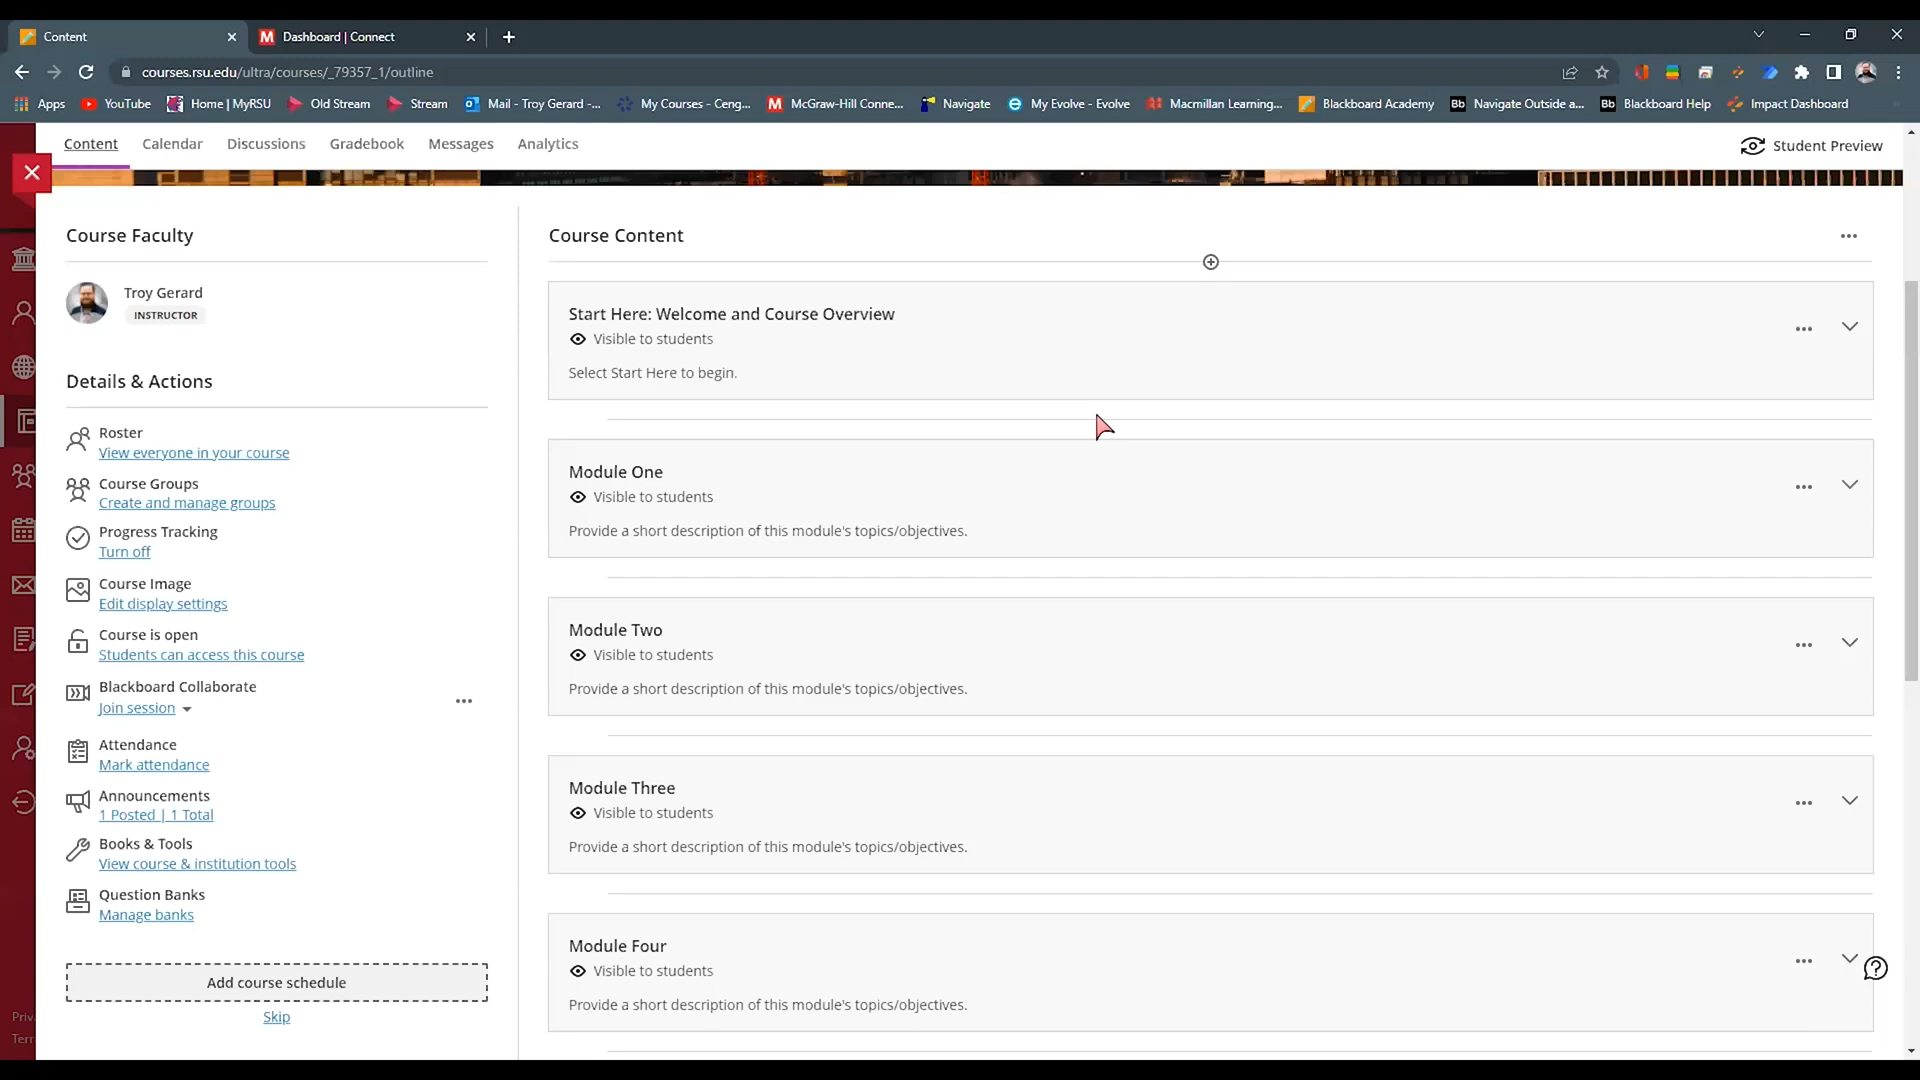 Content
Dashboard | Connect
courses.rsu.edu/ultra/courses/_79357_1/outline
Apps
YouTube
Home | MyRSU
Old Stream
Stream
Mail - Troy Gerard -...
My Courses - Ceng...
McGraw-Hill Conne...
Navigate
My Evolve - Evolve
Macmillan Learning...
Blackboard Academy
Navigate Outside a...
Blackboard Help
Impact Dashboard
Content
Calendar
Discussions
Gradebook
Messages
Analytics
Student Preview
Course Faculty
Troy Gerard
INSTRUCTOR
Details & Actions
Roster
View everyone in your course
Course Groups
Create and manage groups
Progress Tracking
Turn off
Course Image
Edit display settings
Course is open
Students can access this course
Blackboard Collaborate
Join session
Attendance
Mark attendance
Announcements
1 Posted | 1 Total
Books & Tools
View course & institution tools
Question Banks
Manage banks
Add course schedule
Skip
Course Content
Start Here: Welcome and Course Overview
Visible to students
Select Start Here to begin.
Module One
Visible to students
Provide a short description of this module's topics/objectives.
Module Two
Visible to students
Provide a short description of this module's topics/objectives.
Module Three
Visible to students
Provide a short description of this module's topics/objectives.
Module Four
Visible to students
Provide a short description of this module's topics/objectives.